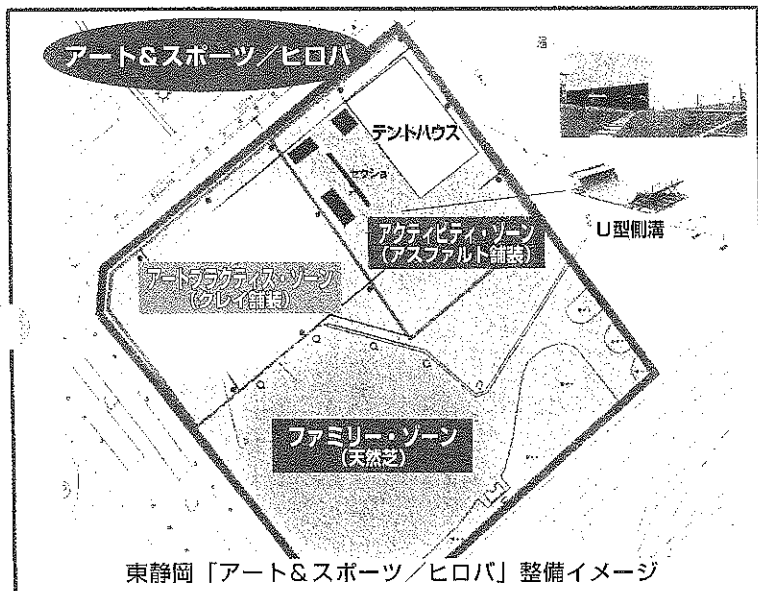 アート&スポーツ/ヒロバ
テントハウス
セクショ
U型側溝
アクティビティ・ゾーン
(アスファルト舗装)
アートプラクティス・ゾーン
(クレイ舗装)
ファミリー・ゾーン
(天然芝)
東静岡「アート&スポーツ/ヒロバ」整備イメージ